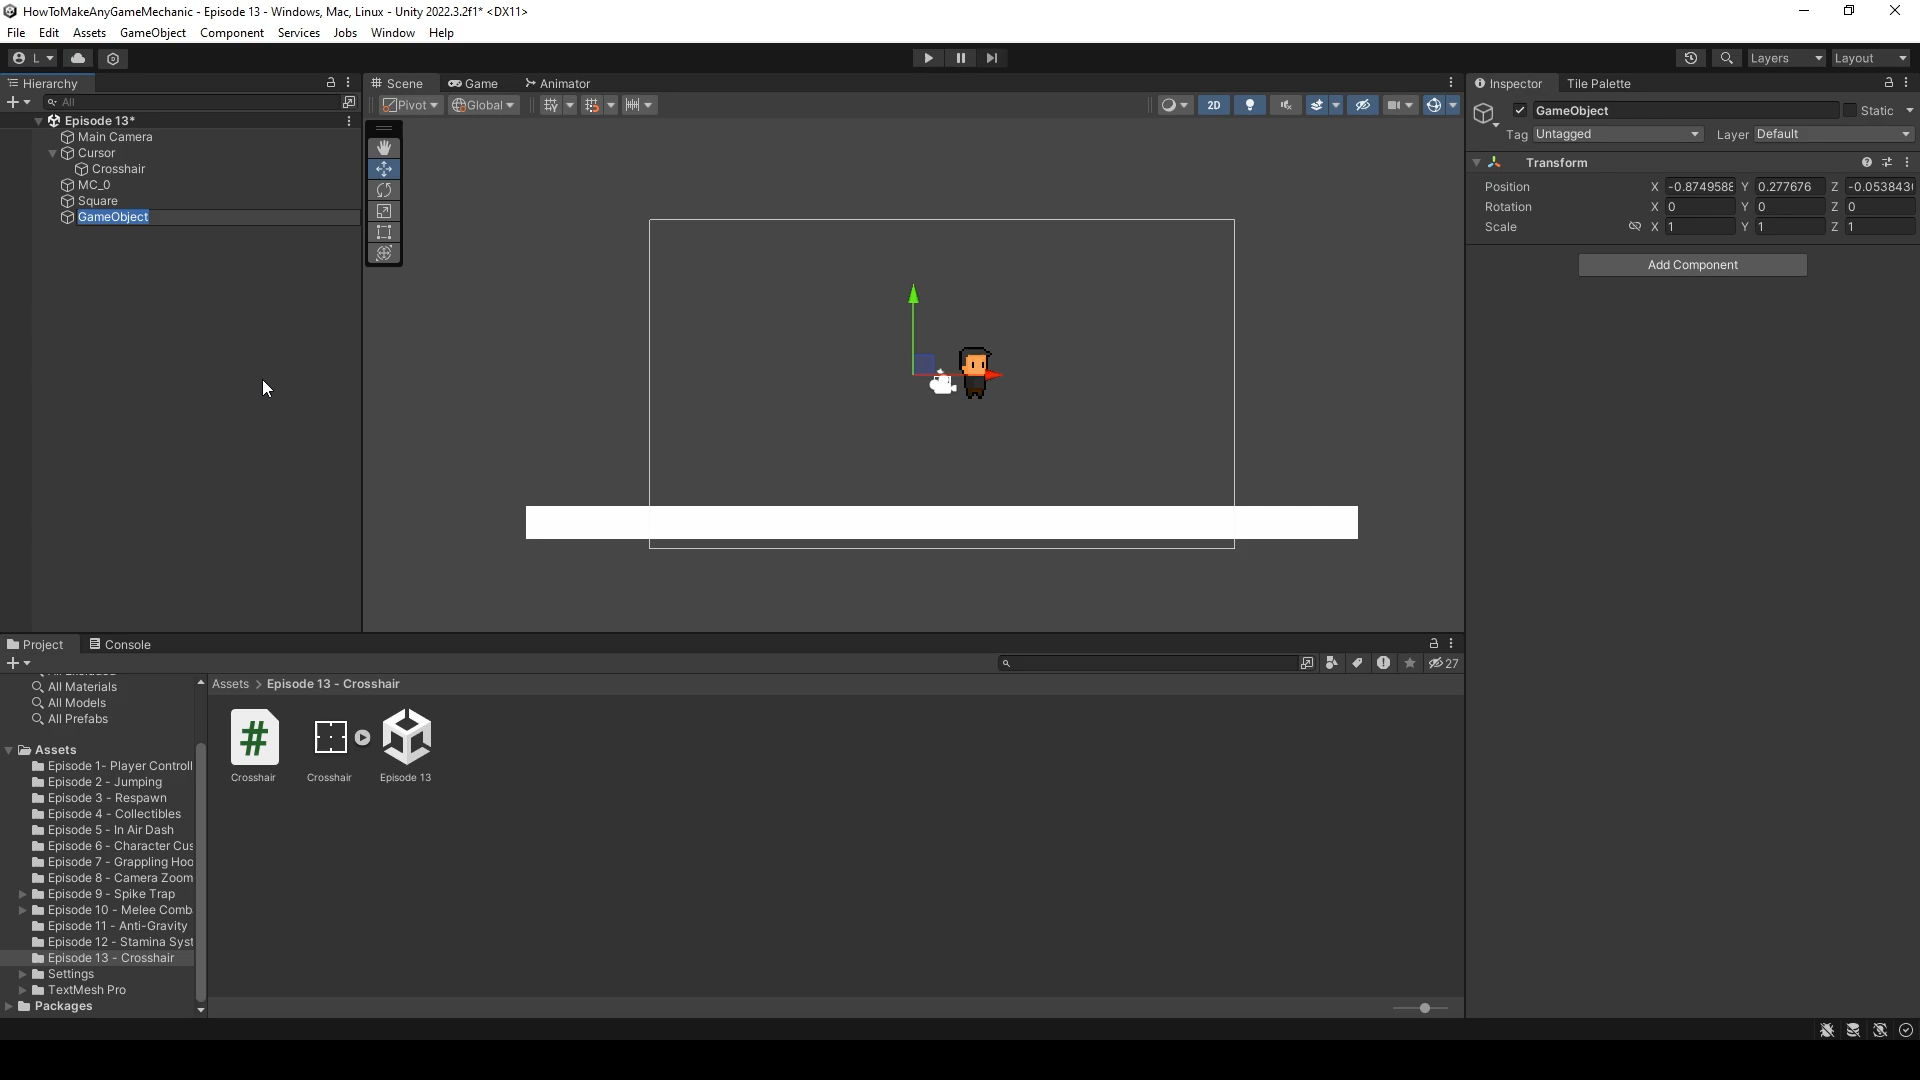 HowToMakeAnyGameMechanic - Episode 13 - Windows, Mac, Linux - Unity 2022.3.2f1* <DX11>
File Edit Assets GameObject Component Services Jobs Window Help
L Layers Layout
Hierarchy Scene Game Animator Inspector Tile Palette
All Pivot Global 2D GameObject Static
Episode 13*
Main Camera
Cursor
Crosshair
MC_0
Square
GameObject
Tag Untagged Layer Default
Transform
Position X -0.8749588 Y 0.277676 Z -0.053843
Rotation X 0 Y 0 Z 0
Scale X 1 Y 1 Z 1
Add Component
Project Console
27
All Materials
All Models
All Prefabs
Assets
Episode 1- Player Controll
Episode 2 - Jumping
Episode 3 - Respawn
Episode 4 - Collectibles
Episode 5 - In Air Dash
Episode 6 - Character Cus
Episode 7 - Grappling Hoo
Episode 8 - Camera Zoom
Episode 9 - Spike Trap
Episode 10 - Melee Comb
Episode 11 - Anti-Gravity
Episode 12 - Stamina Syst
Episode 13 - Crosshair
Settings
TextMesh Pro
Packages
Assets > Episode 13 - Crosshair
Crosshair Crosshair Episode 13